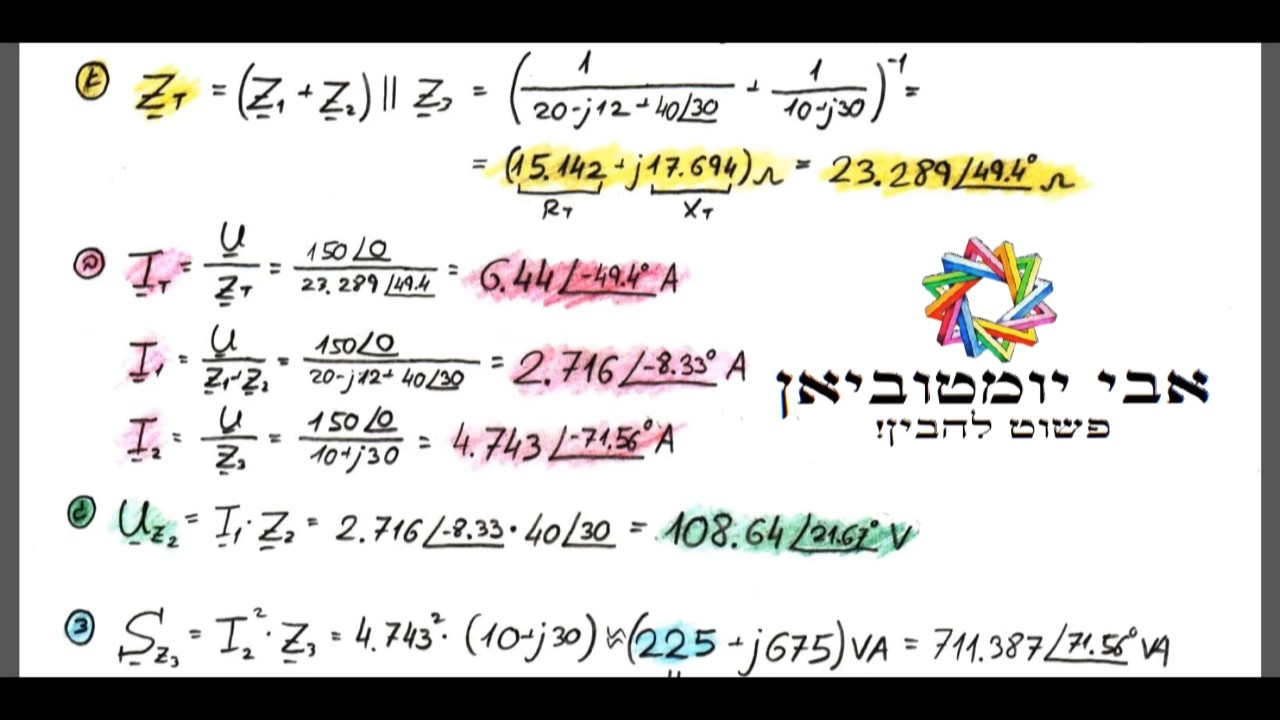 Z_T = (Z_1 + Z_2) || Z_3 = (1/(20-j12+40∠30) + 1/(10+j30))^-1 =
= (15.142 + j17.694)Ω = 23.289∠49.4° Ω
R_T X_T
I_T = U/Z_T = 150∠0/23.289∠49.4 = 6.44∠-49.4° A
I_1 = U/(Z_1+Z_2) = 150∠0/(20-j12+40∠30) = 2.716∠-8.33° A
I_2 = U/Z_3 = 150∠0/(10+j30) = 4.743∠-71.56° A
אבי יומטוביאן
פשוט להבין!
U_Z2 = I_1·Z_2 = 2.716∠-8.33 · 40∠30 = 108.64∠21.67° V
S_Z3 = I_2^2·Z_3 = 4.743^2·(10+j30) ≈ (225 + j675)VA = 711.387∠71.56° VA